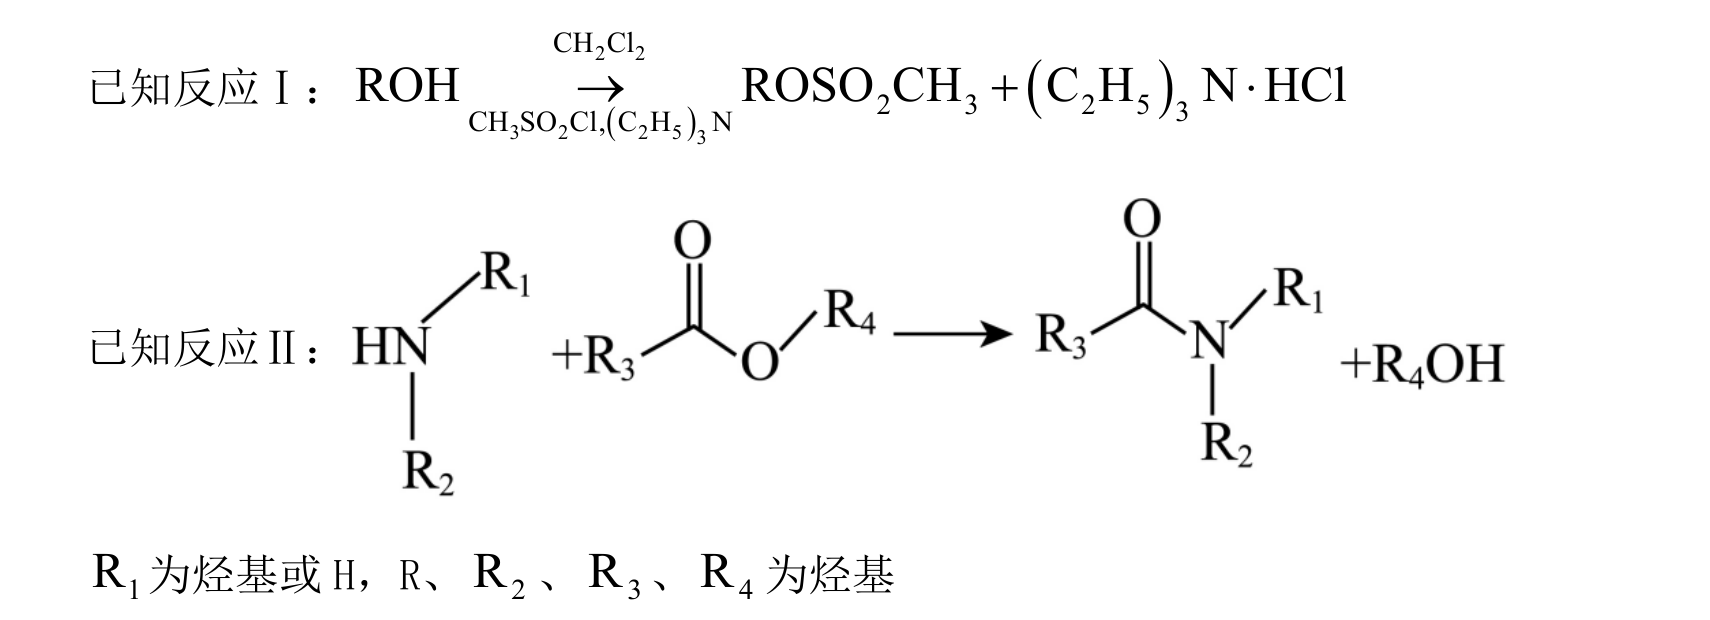 已知反应Ⅰ：ROH CH₂Cl₂ → CH₃SO₂Cl,(C₂H₅)₃N ROSO₂CH₃+(C₂H₅)₃N·HCl
已知反应Ⅱ：HN R₁ R₂ +R₃ O O R₄ ⟶ R₃ O N R₁ R₂ +R₄OH
R₁为烃基或H，R、R₂、R₃、R₄为烃基